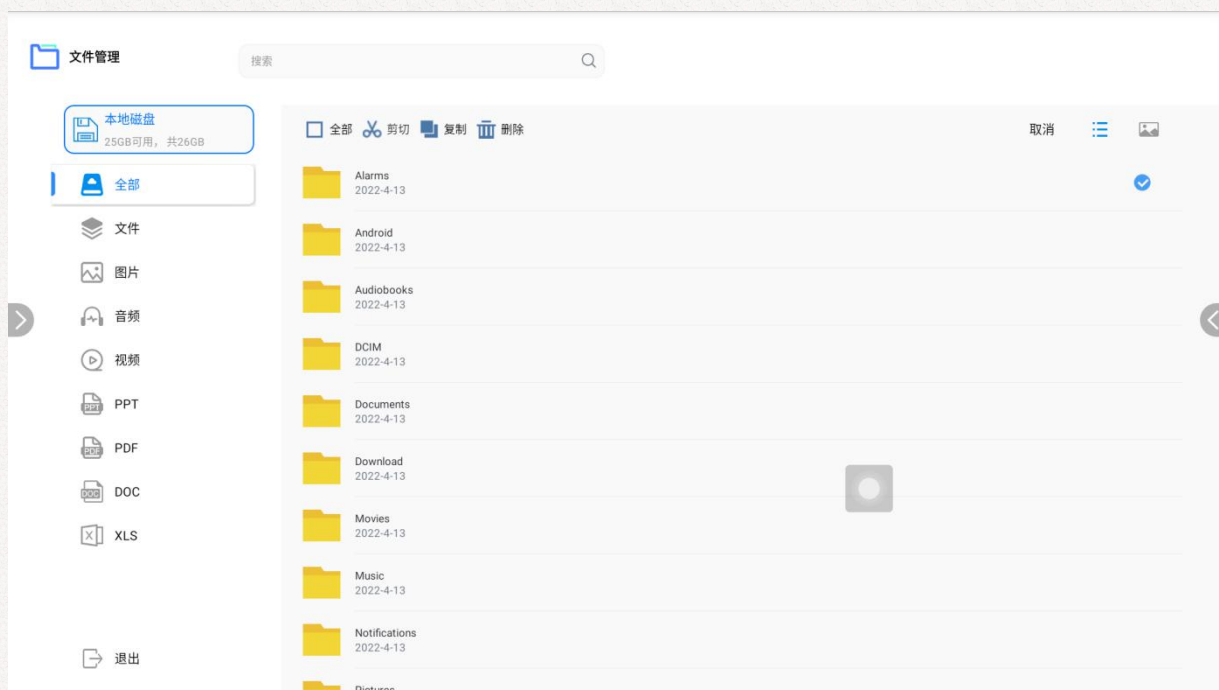 文件管理
搜索
本地磁盘
25GB可用， 共26GB
全部
文件
图片
音频
视频
PPT
PPT
PDF
PDF
DOC
DOC
X
XLS
退出
全部 剪切 复制 删除 取消
Alarms
2022-4-13
Android
2022-4-13
Audiobooks
2022-4-13
DCIM
2022-4-13
Documents
2022-4-13
Download
2022-4-13
Movies
2022-4-13
Music
2022-4-13
Notifications
2022-4-13
Pictures